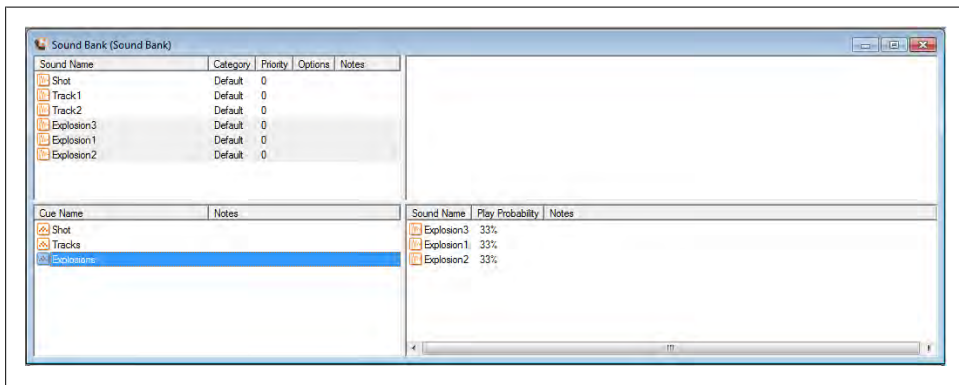 Sound Bank (Sound Bank)
Sound Name Category Priority Options Notes
Shot Default 0
Track1 Default 0
Track2 Default 0
Explosion3 Default 0
Explosion1 Default 0
Explosion2 Default 0
Cue Name Notes
Shot
Tracks
Explosions
Sound Name Play Probability Notes
Explosion3 33%
Explosion1 33%
Explosion2 33%